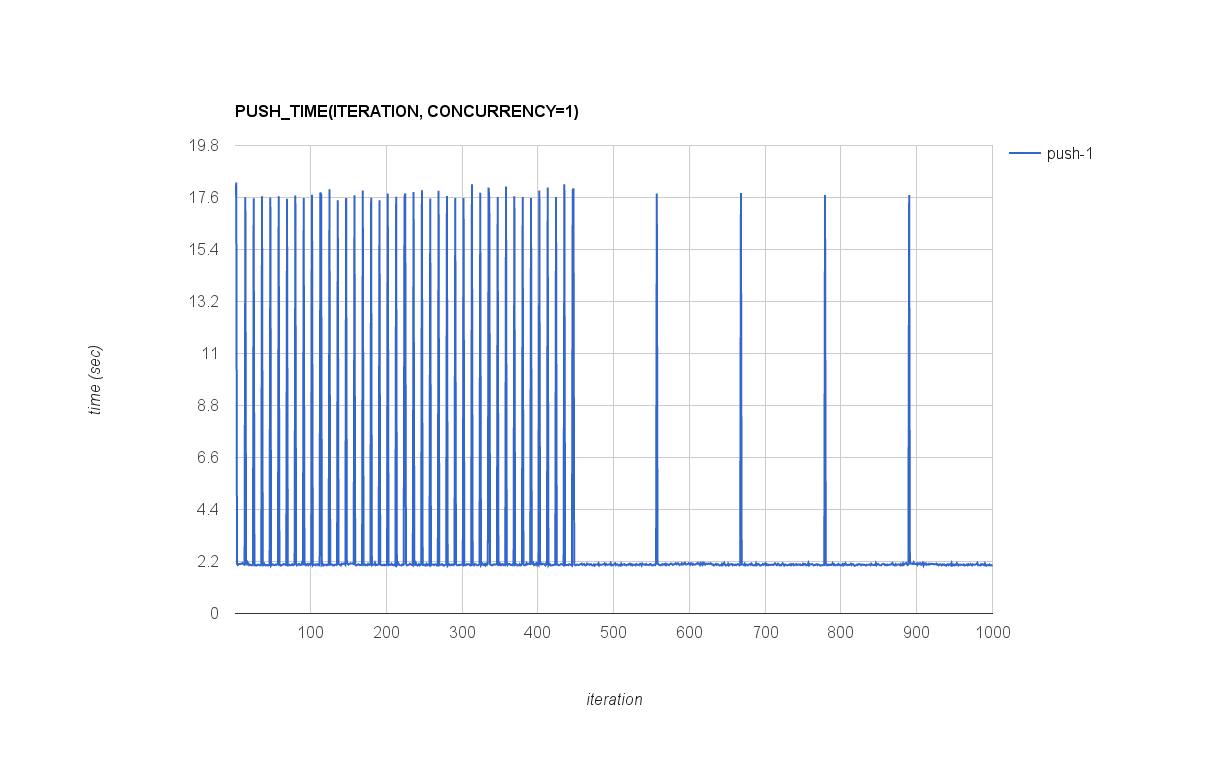 PUSH_TIME(ITERATION, CONCURRENCY=1)
19.8
17.6
15.4
13.2
11
8.8
6.6
4.4
2.2
0
time (sec)
push-1
100 200 300 400 500 600 700 800 900 1000
iteration